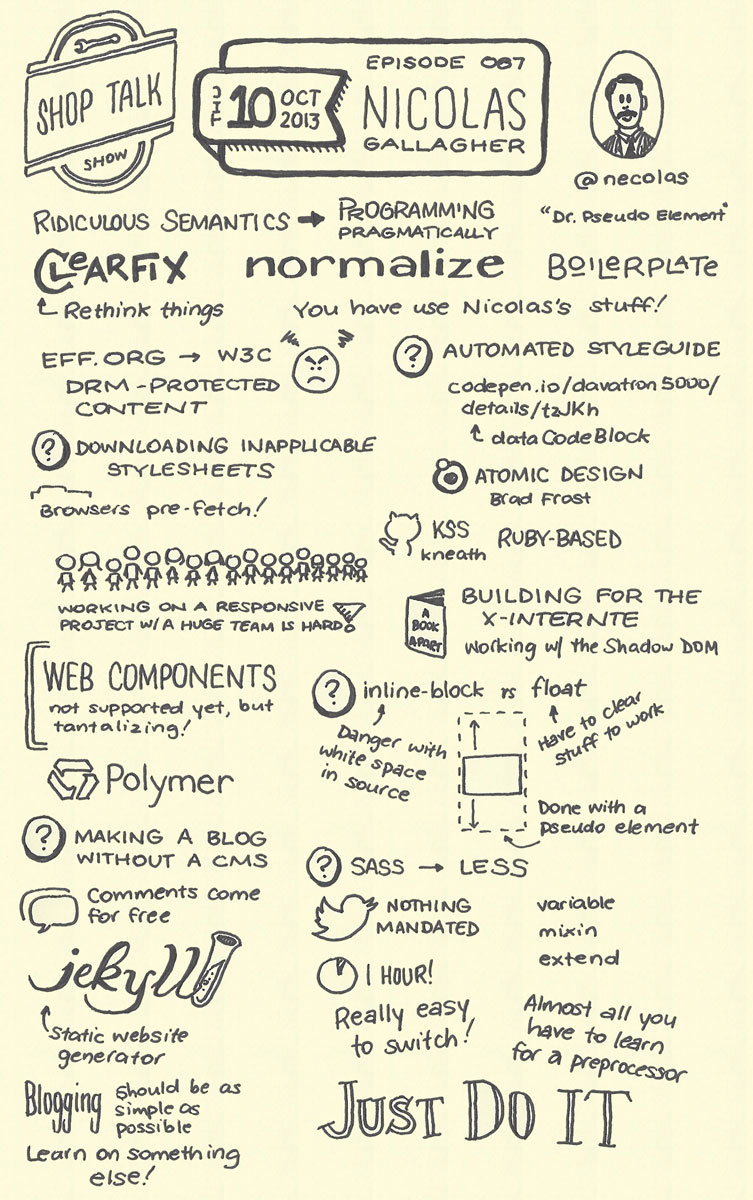 SHOP TALK
SHOW
JIF
10 OCT
2013
EPISODE 087
NICOLAS
GALLAGHER
@necolas
"Dr. Pseudo Element"
RIDICULOUS SEMANTICS → PROGRAMMING
PRAGMATICALLY
CLEARFIX
normalize
BOILERPLATE
Rethink things
You have use Nicolas's stuff!
EFF.ORG → W3C
DRM-PROTECTED
CONTENT
? DOWNLOADING INAPPLICABLE
STYLESHEETS
Browsers pre-fetch!
WORKING ON A RESPONSIVE
PROJECT W/A HUGE TEAM IS HARD!
WEB COMPONENTS
not supported yet, but
tantalizing!
Polymer
? MAKING A BLOG
WITHOUT A CMS
Comments come
for free
jekyll
Static website
generator
Blogging should be as
simple as
possible
Learn on something
else!
? AUTOMATED STYLEGUIDE
codepen.io/davatron5000/
details/tzJKh
dataCodeBlock
ATOMIC DESIGN
Brad Frost
KSS
kneath
RUBY-BASED
A
BOOK
APART
BUILDING FOR THE
X-INTERNTE
Working w/ the Shadow DOM
? inline-block vs float
Danger with
white space
in source
Have to clear
stuff to work
Done with a
pseudo element
? SASS → LESS
NOTHING
MANDATED
1 HOUR!
Really easy
to switch!
variable
mixin
extend
Almost all you
have to learn
for a preprocessor
JUST DO IT